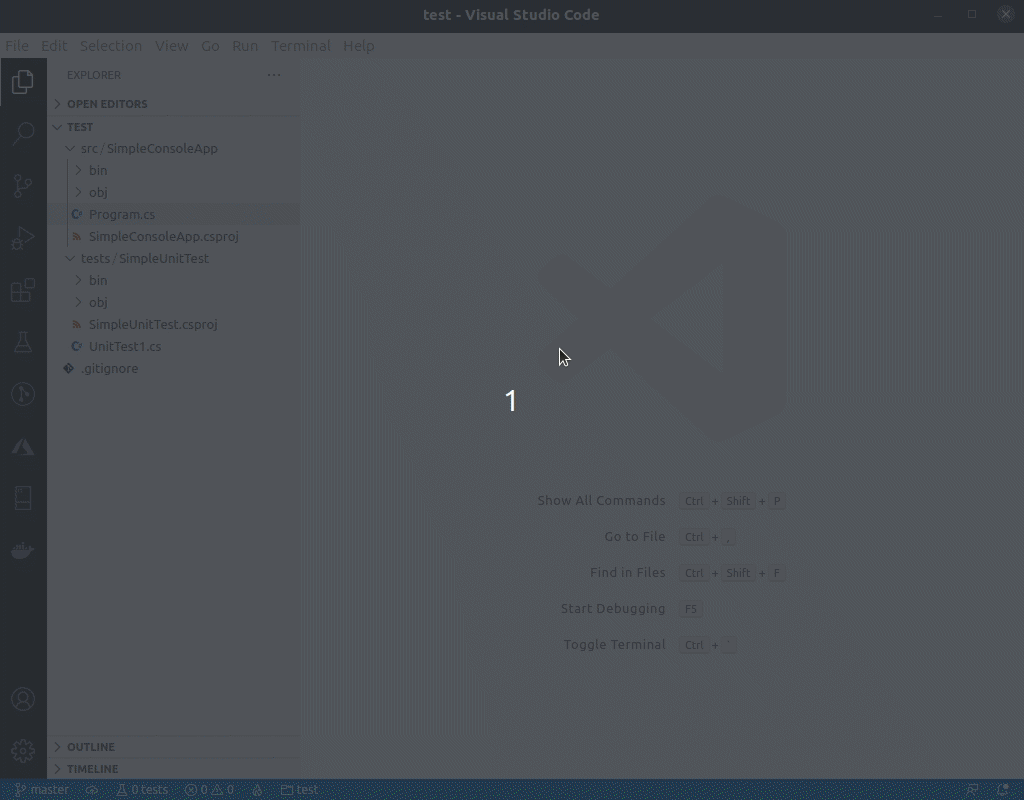 test - Visual Studio Code
File Edit Selection View Go Run Terminal Help
EXPLORER
OPEN EDITORS
TEST
src / SimpleConsoleApp
bin
obj
Program.cs
SimpleConsoleApp.csproj
tests / SimpleUnitTest
bin
obj
SimpleUnitTest.csproj
UnitTest1.cs
.gitignore
1
Show All Commands Ctrl + Shift + P
Go to File Ctrl + ,
Find in Files Ctrl + Shift + F
Start Debugging F5
Toggle Terminal Ctrl + `
OUTLINE
TIMELINE
master 0 tests 0 0 test